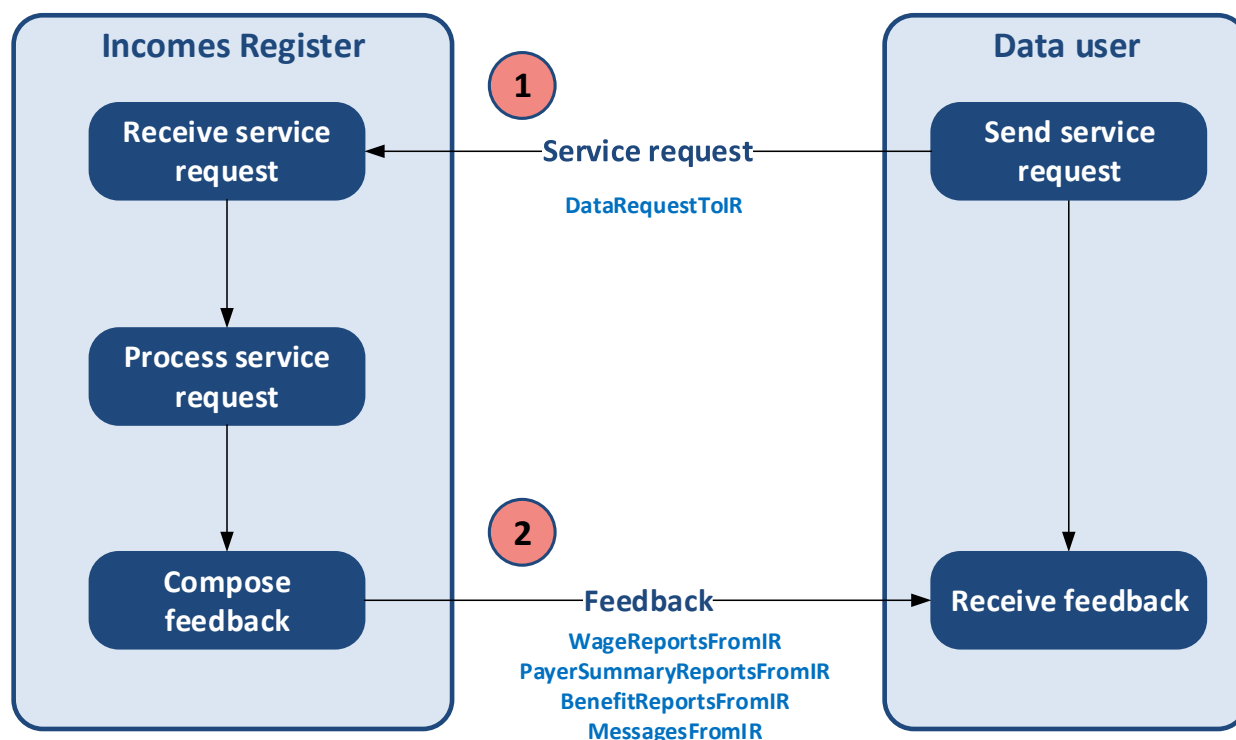 Incomes Register
Data user
1
Receive service
request
Service request
DataRequestToIR
Send service
request
Process service
request
2
Compose
feedback
Feedback
WageReportsFromIR
PayerSummaryReportsFromIR
BenefitReportsFromIR
MessagesFromIR
Receive feedback